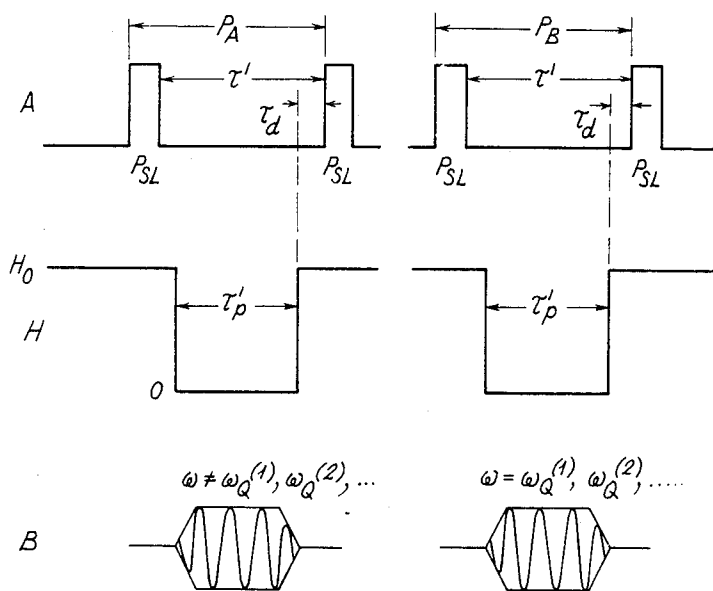 P_A P_B
τ' τ'
A τ_d τ_d
P_SL P_SL P_SL P_SL
H_0
τ'_p τ'_p
H
0
ω ≠ ω_Q^(1), ω_Q^(2), ... ω = ω_Q^(1), ω_Q^(2), .....
B